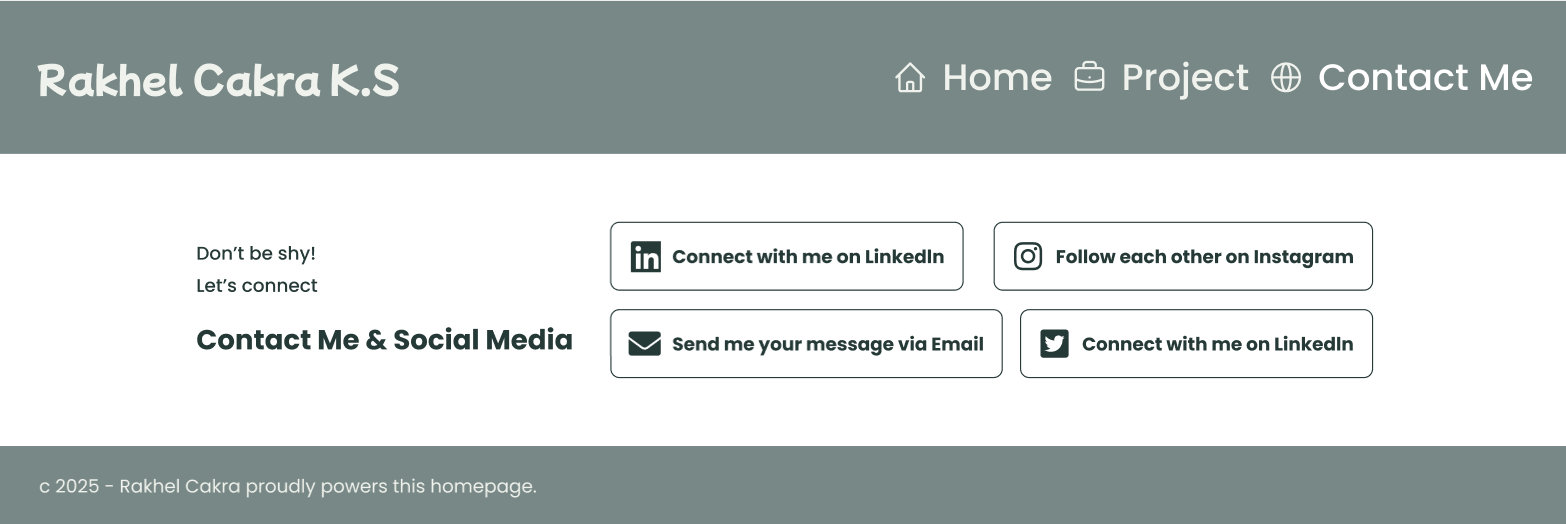 Rakhel Cakra K.S
Home
Project
Contact Me
Don't be shy!
Let's connect
Contact Me & Social Media
Connect with me on LinkedIn
Follow each other on Instagram
Send me your message via Email
Connect with me on LinkedIn
c 2025 - Rakhel Cakra proudly powers this homepage.